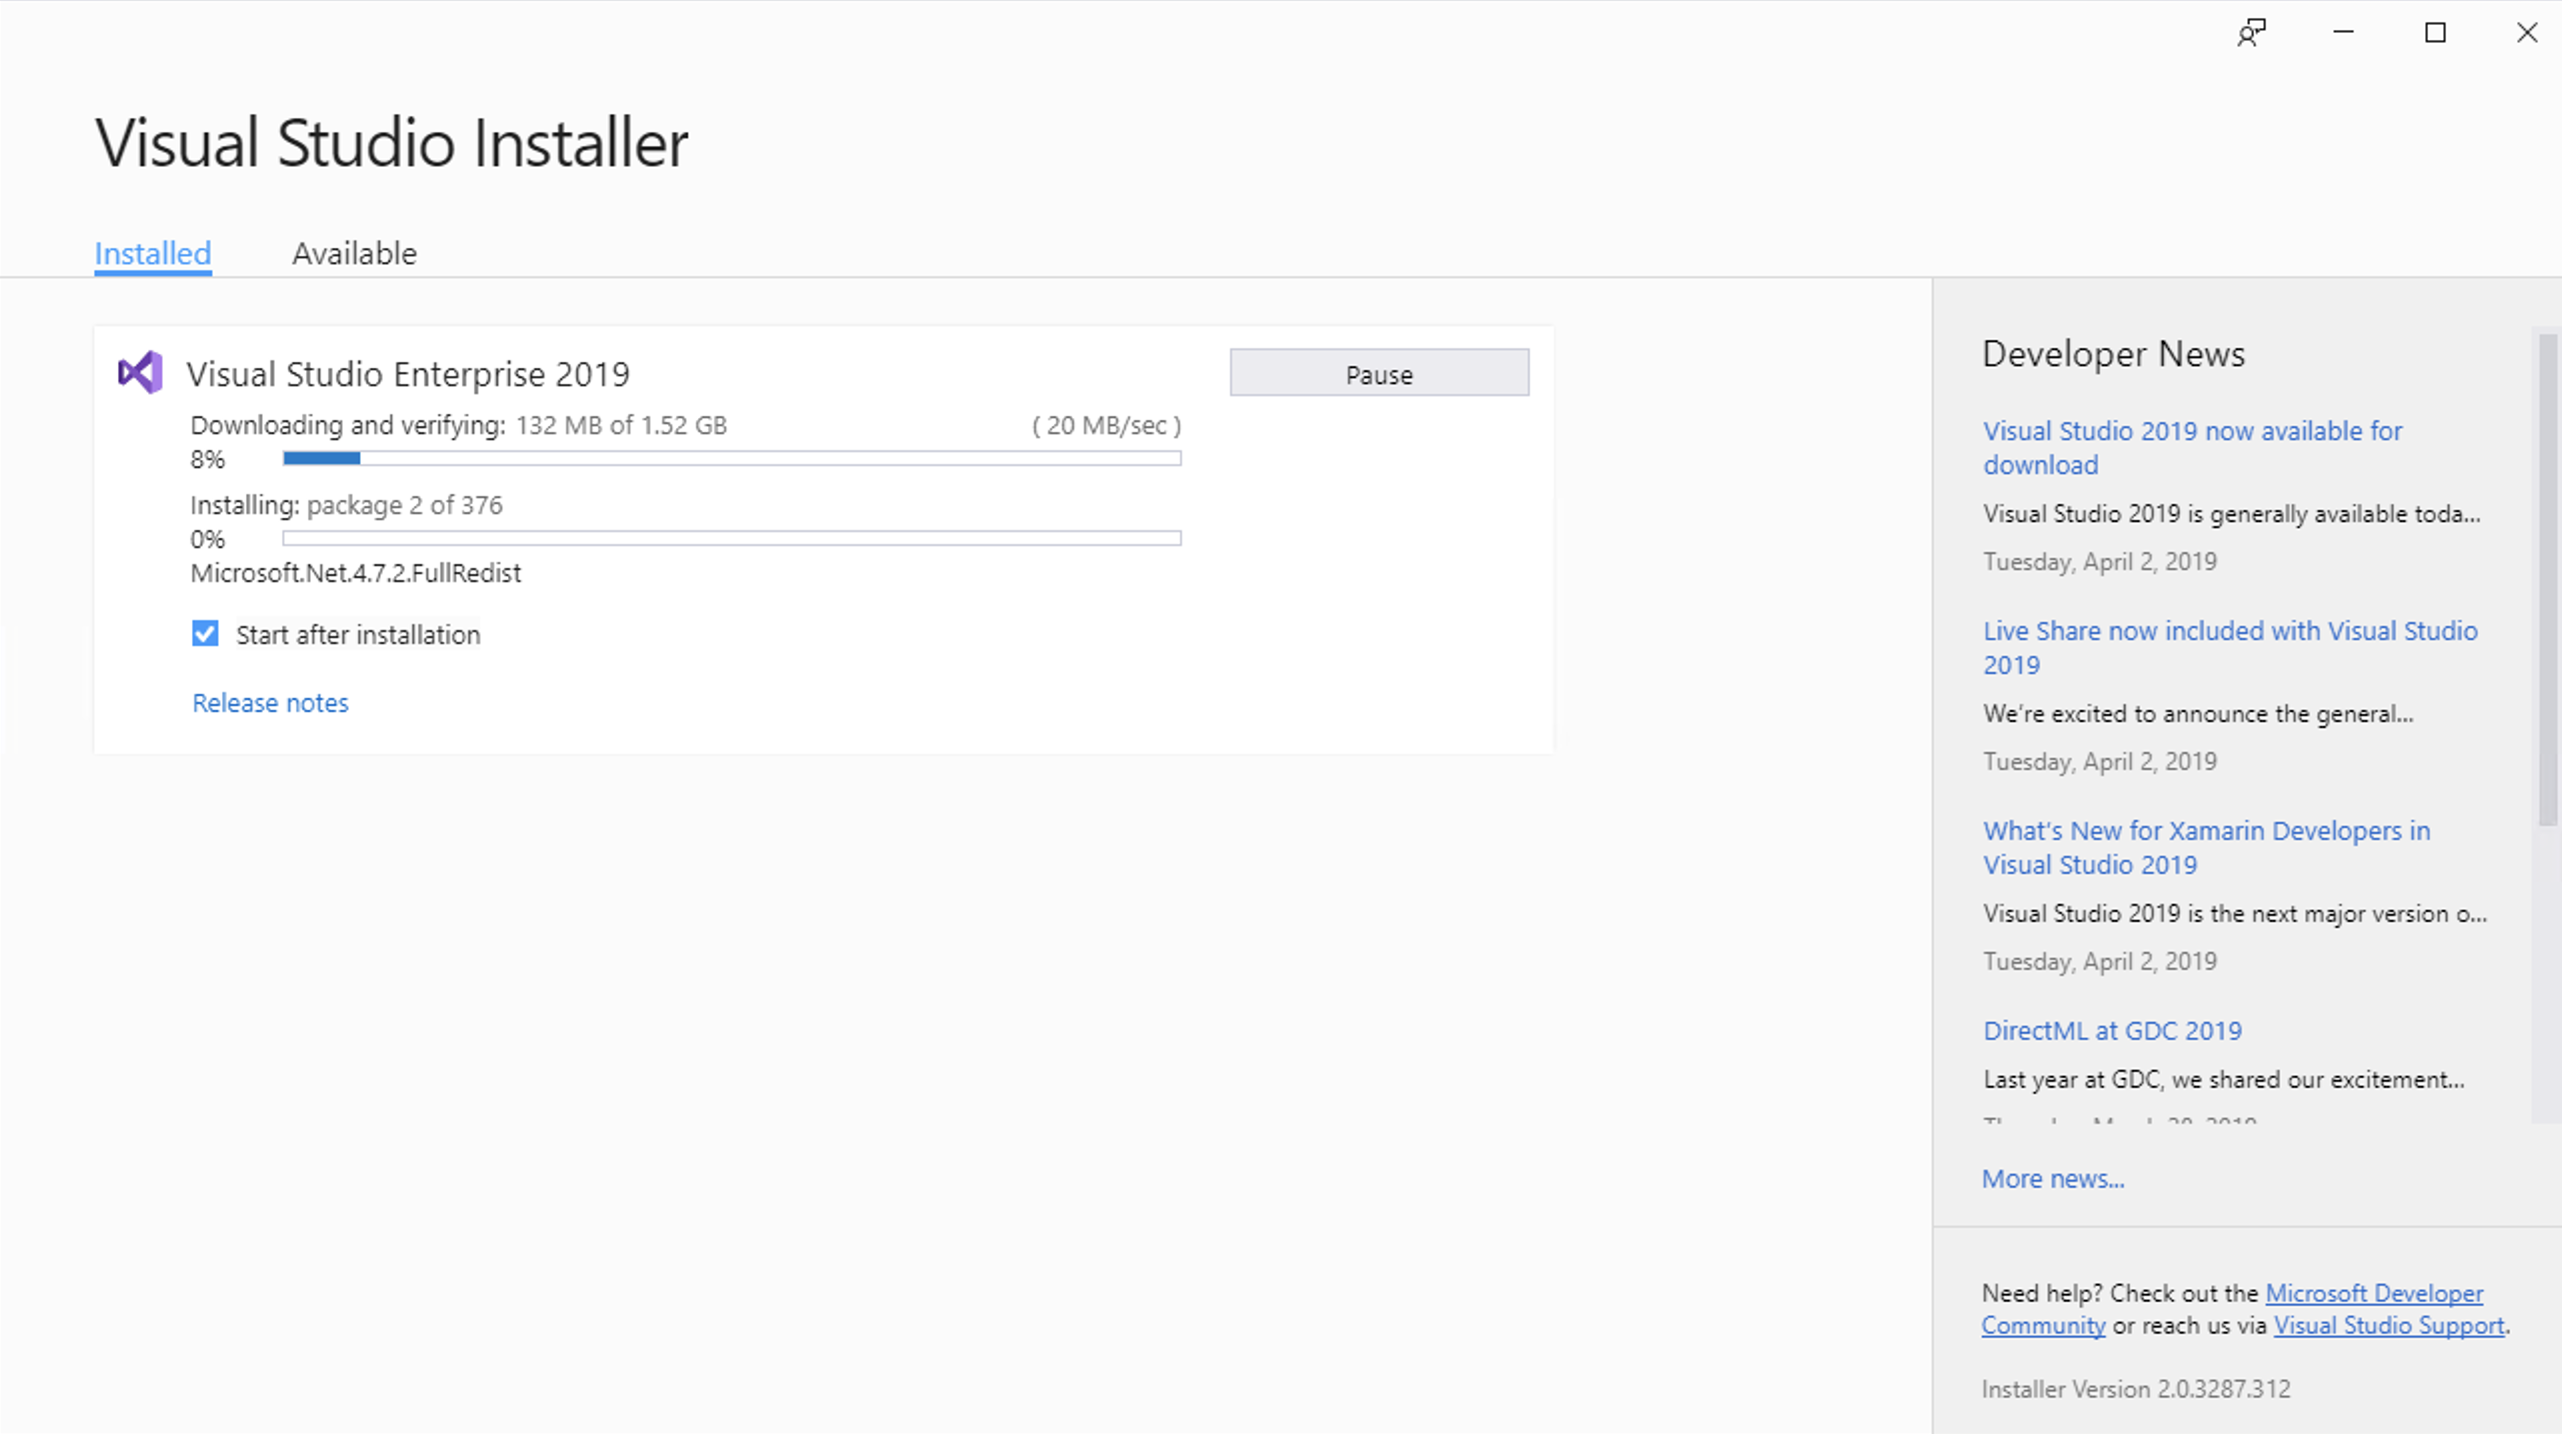 Visual Studio Installer
Installed
Available
Visual Studio Enterprise 2019
Pause
Downloading and verifying: 132 MB of 1.52 GB
( 20 MB/sec )
8%
Installing: package 2 of 376
0%
Microsoft.Net.4.7.2.FullRedist
Start after installation
Release notes
Developer News
Visual Studio 2019 now available for
download
Visual Studio 2019 is generally available toda...
Tuesday, April 2, 2019
Live Share now included with Visual Studio
2019
We're excited to announce the general...
Tuesday, April 2, 2019
What's New for Xamarin Developers in
Visual Studio 2019
Visual Studio 2019 is the next major version o...
Tuesday, April 2, 2019
DirectML at GDC 2019
Last year at GDC, we shared our excitement...
More news...
Need help? Check out the Microsoft Developer
Community or reach us via Visual Studio Support.
Installer Version 2.0.3287.312